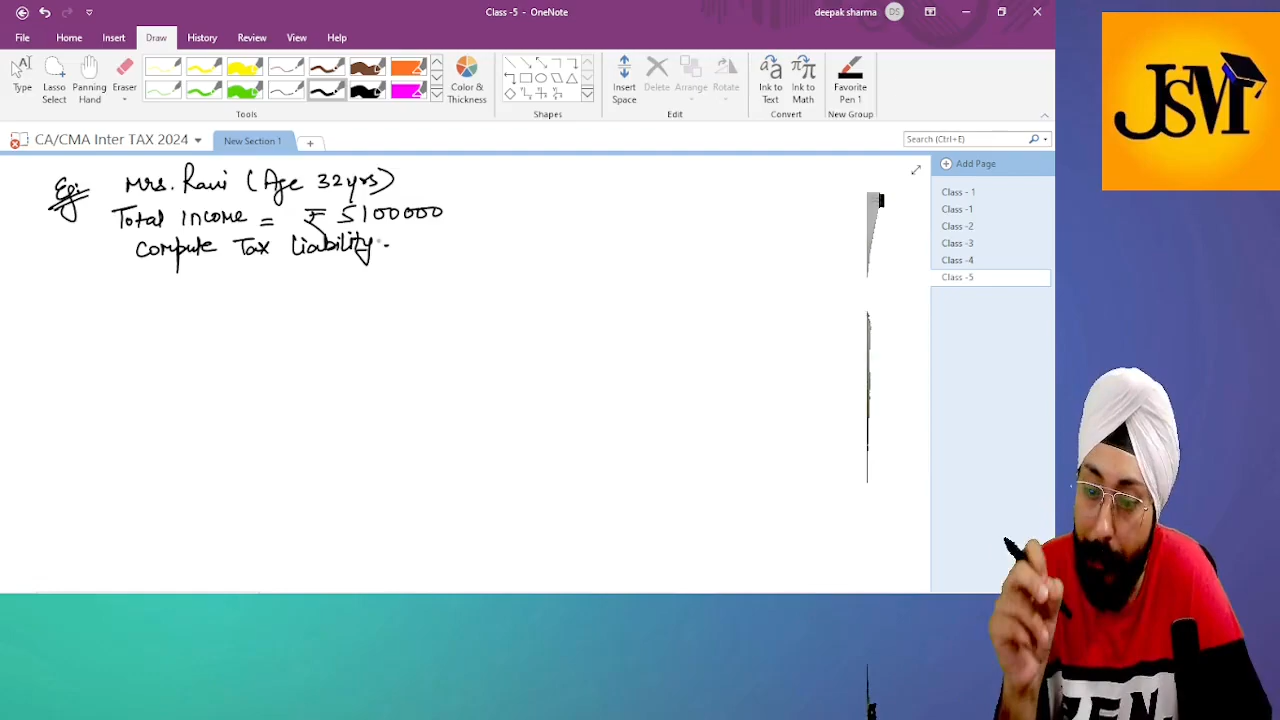 Class -5 - OneNote
deepak sharma
DS
File Home Insert Draw History Review View Help
Type
Lasso Select
Panning Hand
Eraser
Color & Thickness
Insert Space
Delete
Arrange
Rotate
Ink to Text
Ink to Math
Favorite Pen 1
Tools
Shapes
Edit
Convert
New Group
CA/CMA Inter TAX 2024
New Section 1
Search (Ctrl+E)
Add Page
Class - 1
Class -1
Class -2
Class -3
Class -4
Class -5
Eg:
Mrs. Ravi (Age 32yrs)
Total income = ₹ 5100000
compute Tax liability.
JSM